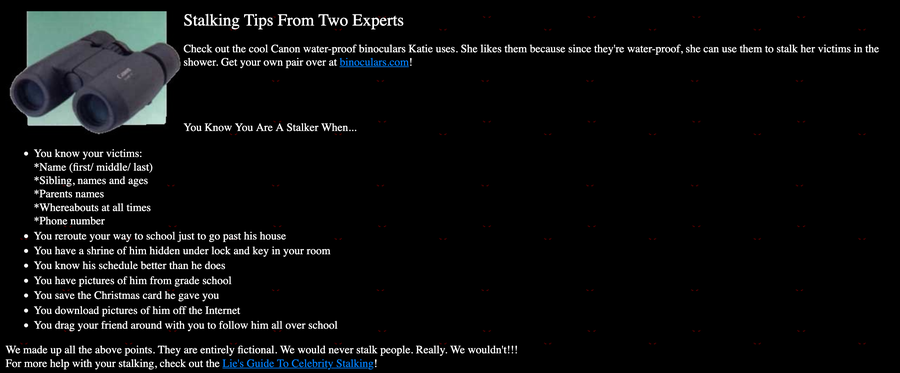 Stalking Tips From Two Experts
Check out the cool Canon water-proof binoculars Katie uses. She likes them because since they're water-proof, she can use them to stalk her victims in the
shower. Get your own pair over at binoculars.com!
You Know You Are A Stalker When...
• You know your victims:
*Name (first/ middle/ last)
*Sibling, names and ages
*Parents names
*Whereabouts at all times
*Phone number
• You reroute your way to school just to go past his house
• You have a shrine of him hidden under lock and key in your room
• You know his schedule better than he does
• You have pictures of him from grade school
• You save the Christmas card he gave you
• You download pictures of him off the Internet
• You drag your friend around with you to follow him all over school
We made up all the above points. They are entirely fictional. We would never stalk people. Really. We wouldn't!!!
For more help with your stalking, check out the Lie's Guide To Celebrity Stalking!